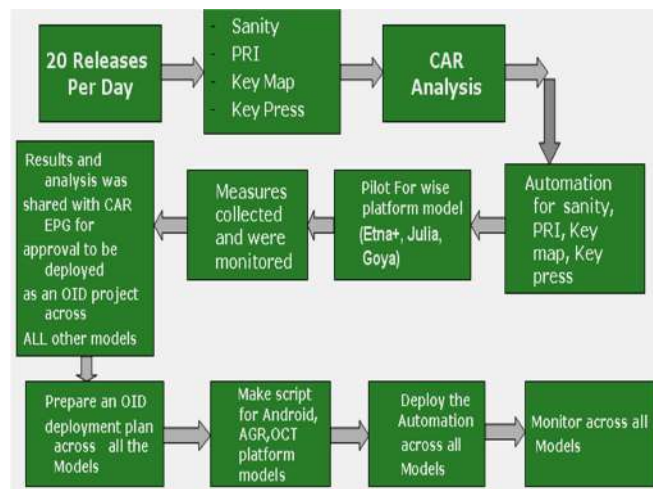 20 Releases
Per Day
- Sanity
- PRI
- Key Map
- Key Press
CAR
Analysis
Automation
for sanity,
PRI, Key
map, Key
press
Pilot For wise
platform model
(Etna+, Julia,
Goya)
Measures
collected
and were
monitored
Results and
analysis was
shared with CAR
EPG for
approval to be
deployed
as an OID project
across
ALL other models
Prepare an OID
deployment plan
across all the
Models
Make script
for Android,
AGR,OCT
platform
models
Deploy the
Automation
across all
Models
Monitor across all
Models